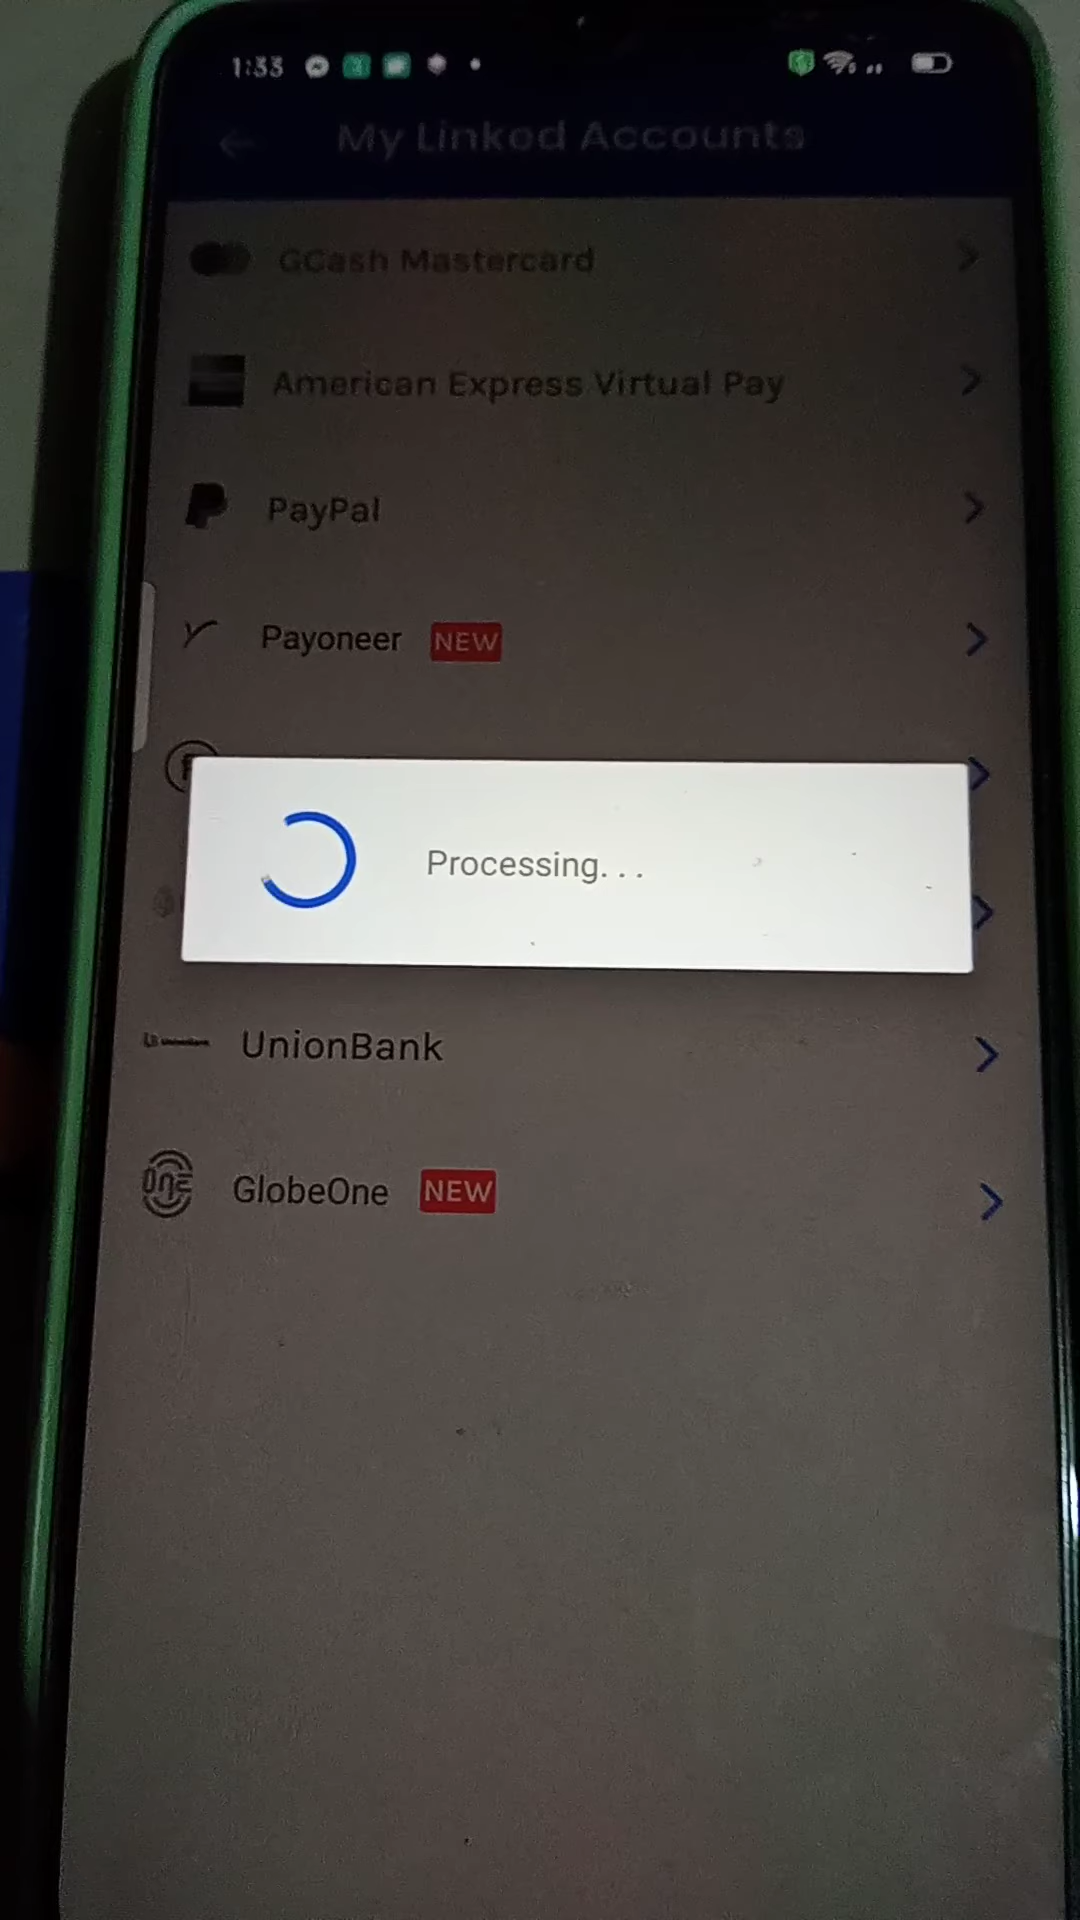 1:33
My Linked Accounts
GCash Mastercard
American Express Virtual Pay
PayPal
Payoneer NEW
Processing...
UnionBank
GlobeOne NEW